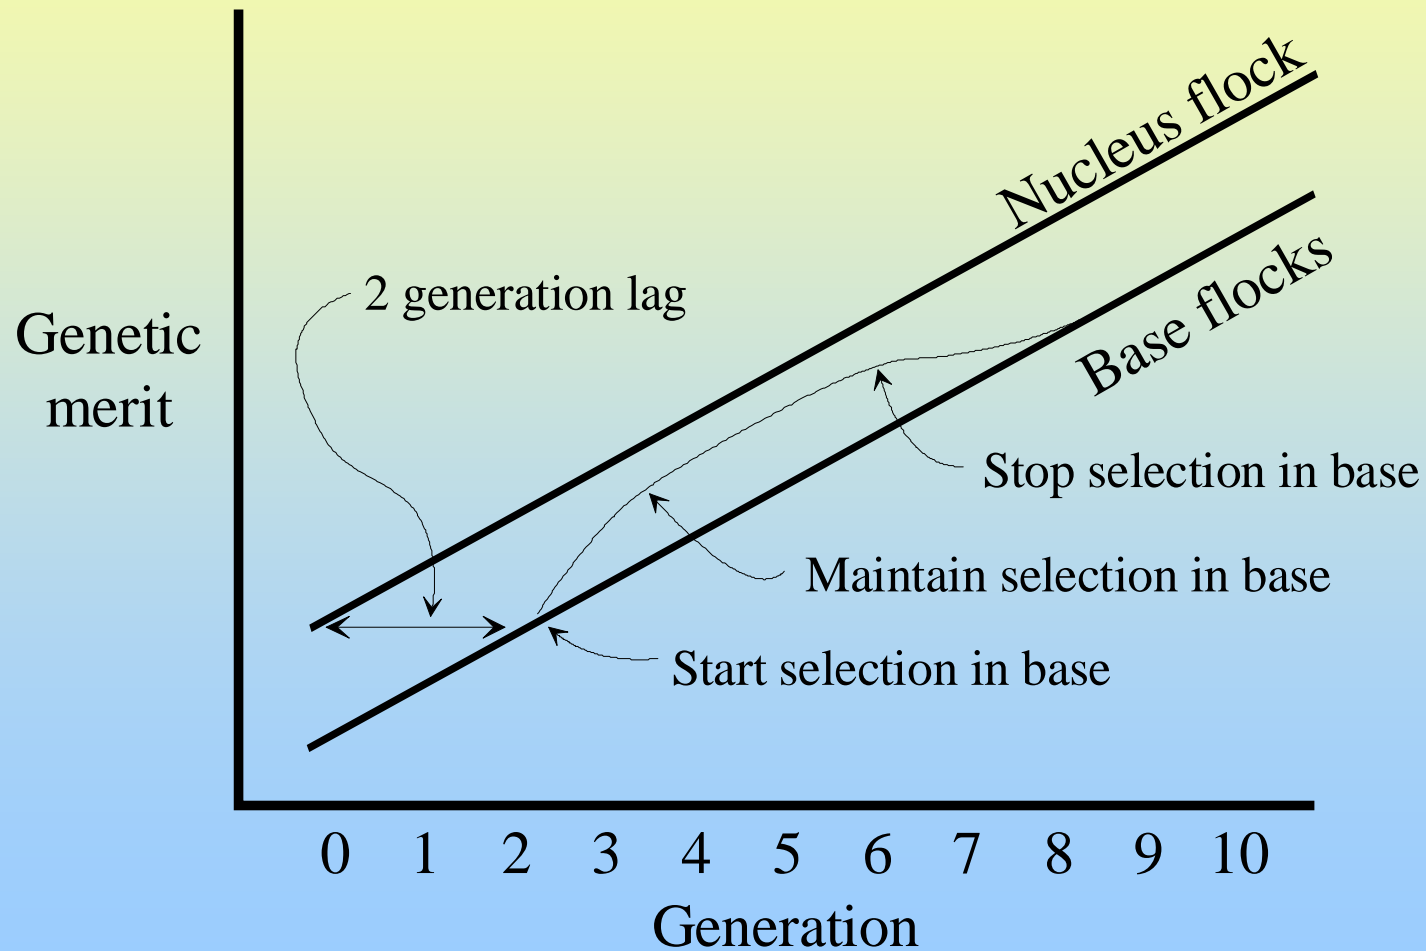 Nucleus flock
2 generation lag
Genetic
merit
Base flocks
Stop selection in base
Maintain selection in base
Start selection in base
0 1 2 3 4 5 6 7 8 9 10
Generation